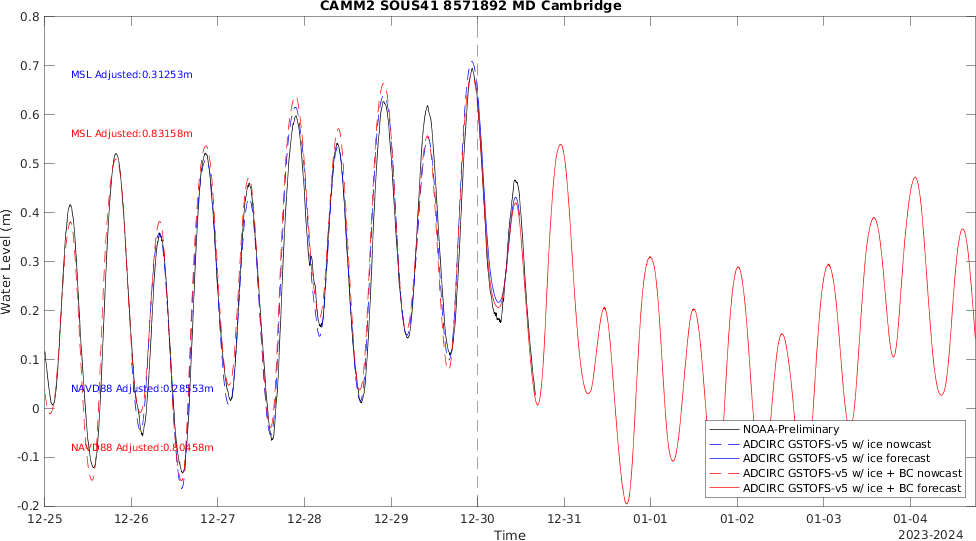 CAMM2 SOUS41 8571892 MD Cambridge
0.8
0.7
0.6
0.5
0.4
0.3
0.2
0.1
0
-0.1
-0.2
Water Level (m)
MSL Adjusted:0.31253m
MSL Adjusted:0.83158m
NAVD88 Adjusted:0.28553m
NAVD88 Adjusted:0.80458m
NOAA-Preliminary
ADCIRC GSTOFS-v5 w/ ice nowcast
ADCIRC GSTOFS-v5 w/ ice forecast
ADCIRC GSTOFS-v5 w/ ice + BC nowcast
ADCIRC GSTOFS-v5 w/ ice + BC forecast
12-25 12-26 12-27 12-28 12-29 12-30 12-31 01-01 01-02 01-03 01-04
Time
2023-2024